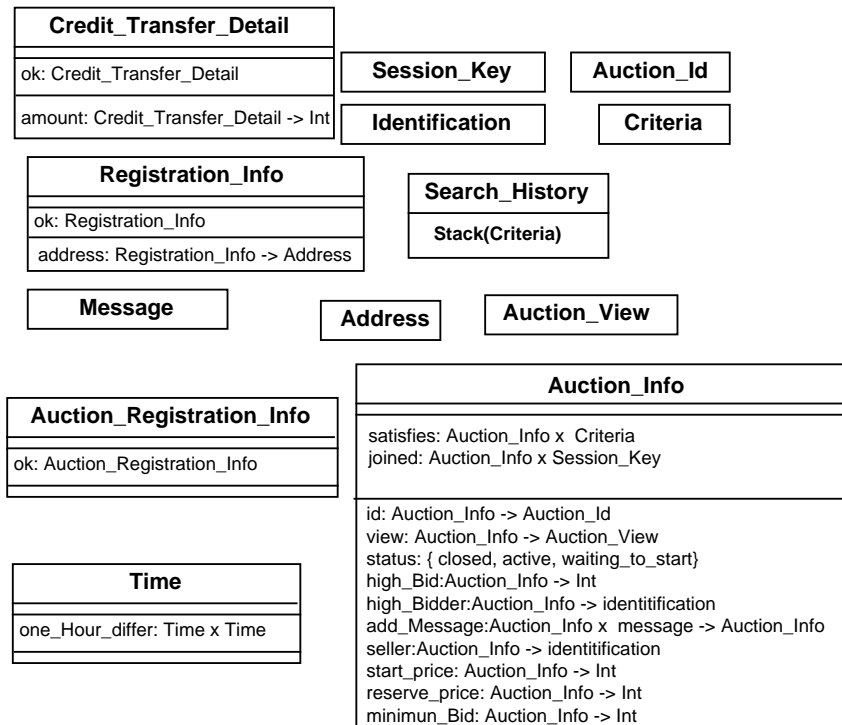 Credit_Transfer_Detail
ok: Credit_Transfer_Detail
amount: Credit_Transfer_Detail -> Int
Session_Key
Auction_Id
Identification
Criteria
Registration_Info
ok: Registration_Info
address: Registration_Info -> Address
Search_History
Stack(Criteria)
Message
Address
Auction_View
Auction_Registration_Info
ok: Auction_Registration_Info
Auction_Info
satisfies: Auction_Info x Criteria
joined: Auction_Info x Session_Key
id: Auction_Info -> Auction_Id
view: Auction_Info -> Auction_View
status: { closed, active, waiting_to_start}
high_Bid:Auction_Info -> Int
high_Bidder:Auction_Info -> identitification
add_Message:Auction_Info x message -> Auction_Info
seller:Auction_Info -> identitification
start_price: Auction_Info -> Int
reserve_price: Auction_Info -> Int
minimun_Bid: Auction_Info -> Int
Time
one_Hour_differ: Time x Time